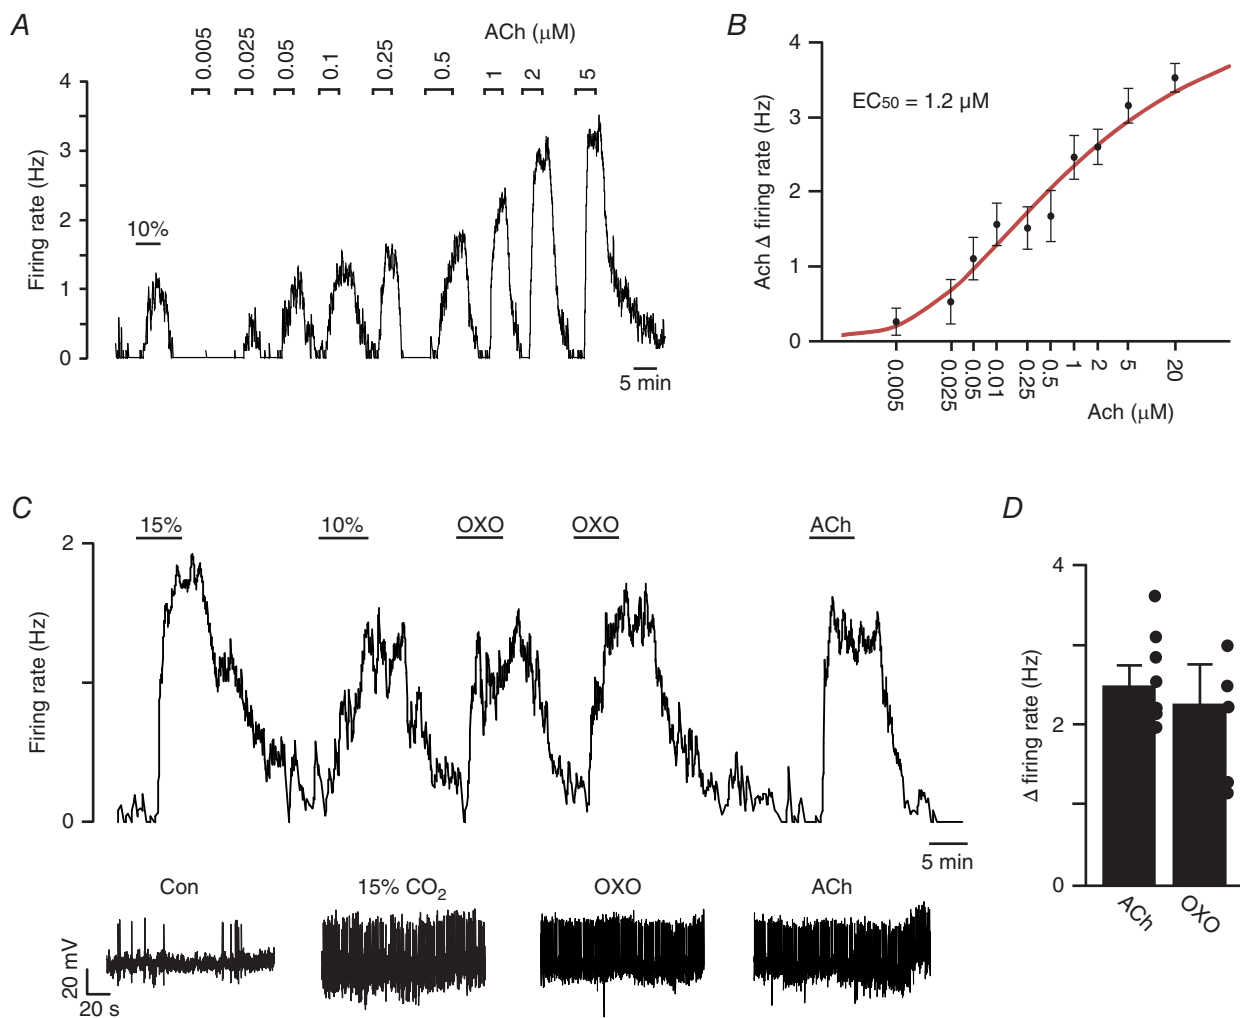 A
ACh (μM)
0.005
0.025
0.05
0.1
0.25
0.5
1
2
5
4
3
2
1
0
Firing rate (Hz)
10%
5 min
B
4
3
2
1
0
Ach Δ firing rate (Hz)
EC50 = 1.2 μM
0.005
0.025
0.05
0.01
0.25
0.5
1
2
5
20
Ach (μM)
C
15%
10%
OXO
OXO
ACh
2
0
Firing rate (Hz)
5 min
Con
15% CO2
OXO
ACh
20 mV
20 s
D
4
2
0
Δ firing rate (Hz)
ACh
OXO